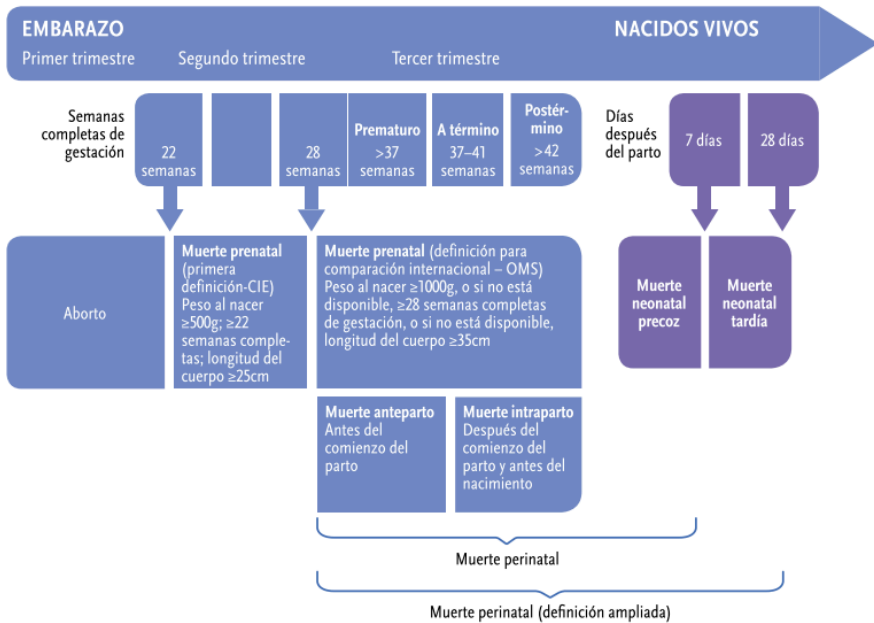 EMBARAZO
NACIDOS VIVOS
Primer trimestre
Segundo trimestre
Tercer trimestre
Semanas
completas de
gestación
22
semanas
28
semanas
Prematuro
>37
semanas
A término
37–41
semanas
Postér-
mino
>42
semanas
Días
después
del parto
7 días
28 días
Aborto
Muerte prenatal
(primera
definición-CIE)
Peso al nacer
≥500g; ≥22
semanas comple-
tas; longitud del
cuerpo ≥25cm
Muerte prenatal (definición para
comparación internacional – OMS)
Peso al nacer ≥1000g, o si no está
disponible, ≥28 semanas completas
de gestación, o si no está disponible,
longitud del cuerpo ≥35cm
Muerte
neonatal
precoz
Muerte
neonatal
tardía
Muerte anteparto
Antes del
comienzo del
parto
Muerte intraparto
Después del
comienzo del
parto y antes del
nacimiento
Muerte perinatal
Muerte perinatal (definición ampliada)